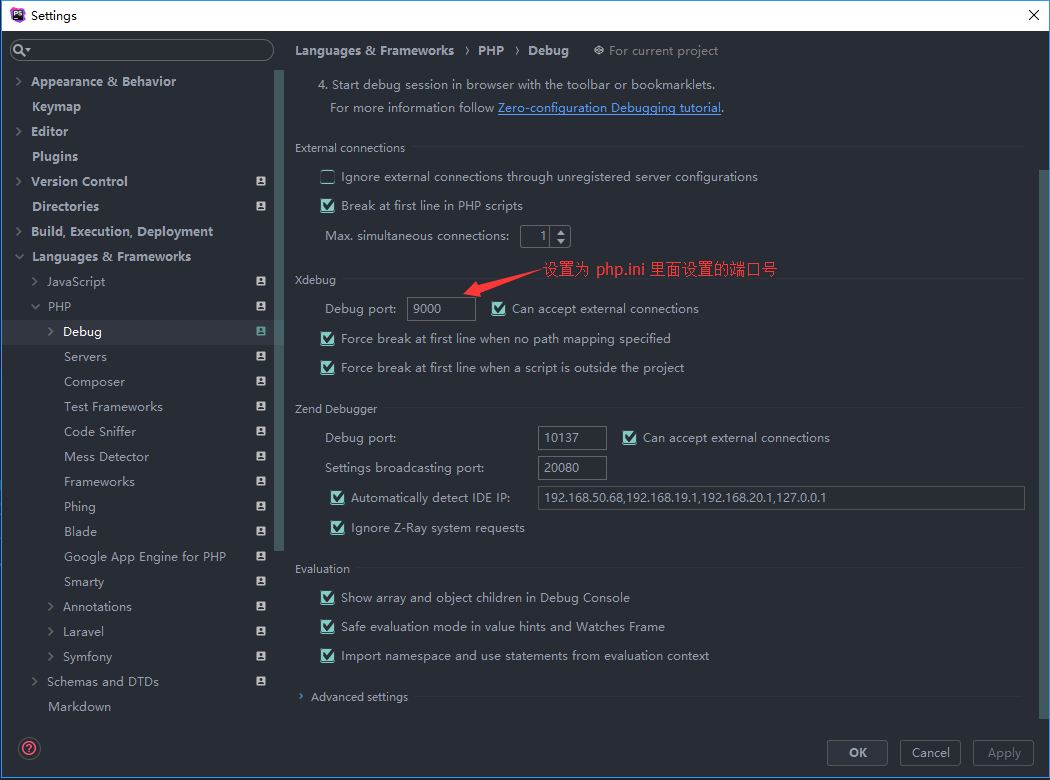 PS Settings
Appearance & Behavior
Keymap
Editor
Plugins
Version Control
Directories
Build, Execution, Deployment
Languages & Frameworks
JavaScript
PHP
Debug
Servers
Composer
Test Frameworks
Code Sniffer
Mess Detector
Frameworks
Phing
Blade
Google App Engine for PHP
Smarty
Annotations
Laravel
Symfony
Schemas and DTDs
Markdown
Languages & Frameworks › PHP › Debug For current project
4. Start debug session in browser with the toolbar or bookmarklets.
For more information follow Zero-configuration Debugging tutorial.
External connections
Ignore external connections through unregistered server configurations
Break at first line in PHP scripts
Max. simultaneous connections: 1
设置为 php.ini 里面设置的端口号
Xdebug
Debug port: 9000 Can accept external connections
Force break at first line when no path mapping specified
Force break at first line when a script is outside the project
Zend Debugger
Debug port: 10137 Can accept external connections
Settings broadcasting port: 20080
Automatically detect IDE IP: 192.168.50.68,192.168.19.1,192.168.20.1,127.0.0.1
Ignore Z-Ray system requests
Evaluation
Show array and object children in Debug Console
Safe evaluation mode in value hints and Watches Frame
Import namespace and use statements from evaluation context
Advanced settings
? OK Cancel Apply